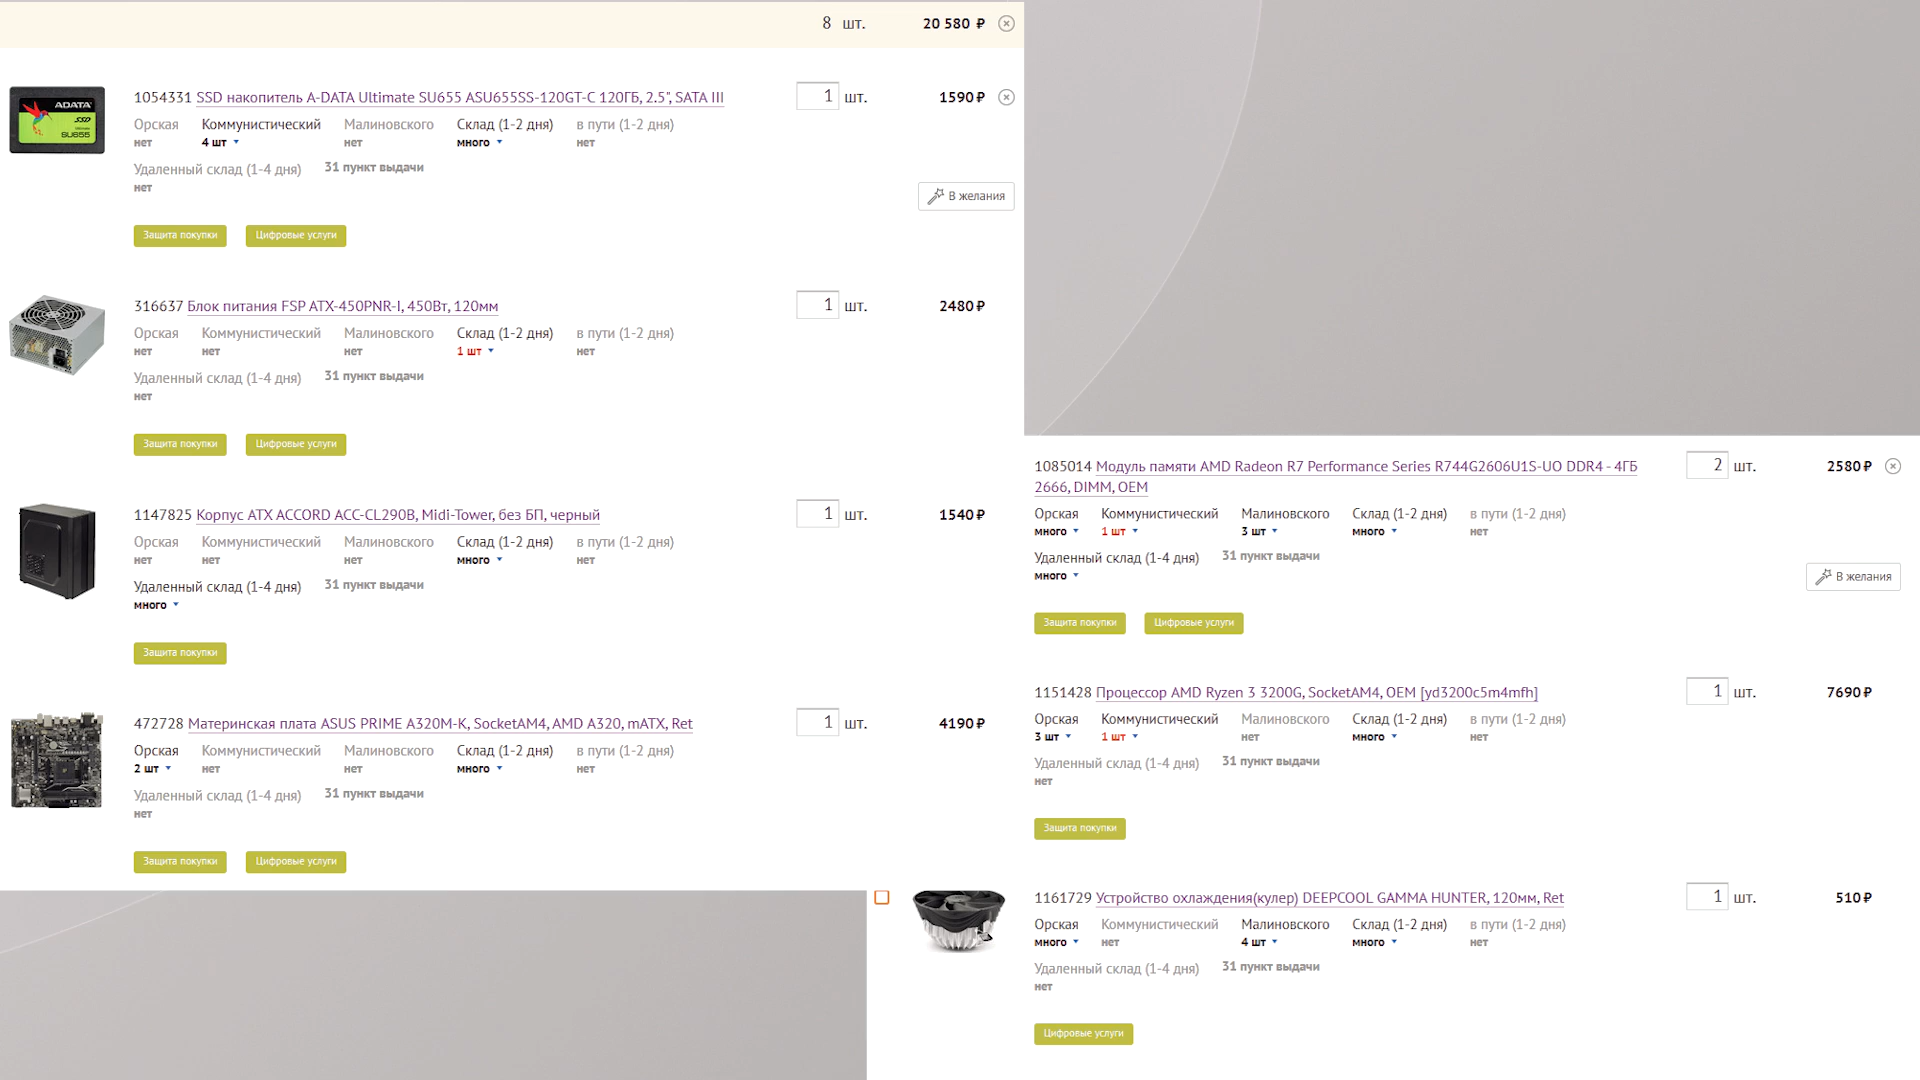 8 шт. 20 580 ₽
ADATA
SSD
SU655
1054331 SSD накопитель A-DATA Ultimate SU655 ASU655SS-120GT-C 120ГБ, 2.5", SATA III 1 шт. 1590 ₽
Орская Коммунистический Малиновского Склад (1-2 дня) в пути (1-2 дня)
нет 4 шт нет много нет
Удаленный склад (1-4 дня) 31 пункт выдачи
нет
В желания
Защита покупки Цифровые услуги
316637 Блок питания FSP ATX-450PNR-I, 450Вт, 120мм 1 шт. 2480 ₽
Орская Коммунистический Малиновского Склад (1-2 дня) в пути (1-2 дня)
нет нет нет 1 шт нет
Удаленный склад (1-4 дня) 31 пункт выдачи
нет
Защита покупки Цифровые услуги
1147825 Корпус ATX ACCORD ACC-CL290B, Midi-Tower, без БП, черный 1 шт. 1540 ₽
Орская Коммунистический Малиновского Склад (1-2 дня) в пути (1-2 дня)
нет нет нет много нет
Удаленный склад (1-4 дня) 31 пункт выдачи
много
Защита покупки
472728 Материнская плата ASUS PRIME A320M-K, SocketAM4, AMD A320, mATX, Ret 1 шт. 4190 ₽
Орская Коммунистический Малиновского Склад (1-2 дня) в пути (1-2 дня)
2 шт нет нет много нет
Удаленный склад (1-4 дня) 31 пункт выдачи
нет
Защита покупки Цифровые услуги
1085014 Модуль памяти AMD Radeon R7 Performance Series R744G2606U1S-UO DDR4 - 4ГБ 2 шт. 2580 ₽
2666, DIMM, OEM
Орская Коммунистический Малиновского Склад (1-2 дня) в пути (1-2 дня)
много 1 шт 3 шт много нет
Удаленный склад (1-4 дня) 31 пункт выдачи
много
В желания
Защита покупки Цифровые услуги
1151428 Процессор AMD Ryzen 3 3200G, SocketAM4, OEM [yd3200c5m4mfh] 1 шт. 7690 ₽
Орская Коммунистический Малиновского Склад (1-2 дня) в пути (1-2 дня)
3 шт 1 шт нет много нет
Удаленный склад (1-4 дня) 31 пункт выдачи
нет
Защита покупки
1161729 Устройство охлаждения(кулер) DEEPCOOL GAMMA HUNTER, 120мм, Ret 1 шт. 510 ₽
Орская Коммунистический Малиновского Склад (1-2 дня) в пути (1-2 дня)
много нет 4 шт много нет
Удаленный склад (1-4 дня) 31 пункт выдачи
нет
Цифровые услуги